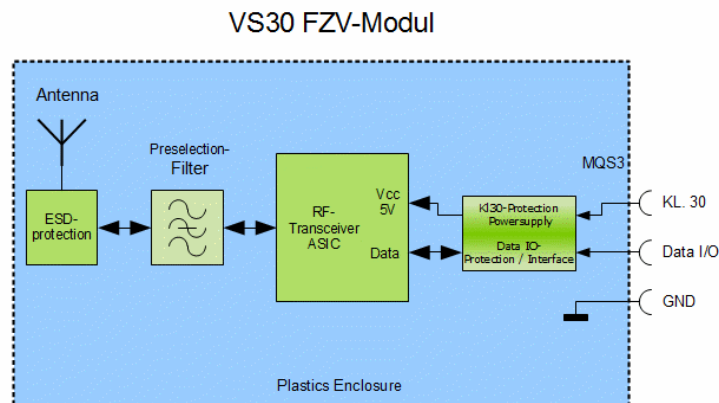 VS30 FZV-Modul
Antenna
Preselection-
Filter
MQS3
ESD-
protection
RF-
Transceiver
ASIC
Vcc
5V
Data
Kl30-Protection
Powersupply
Data IO-
Protection / Interface
KL. 30
Data I/O
GND
Plastics Enclosure